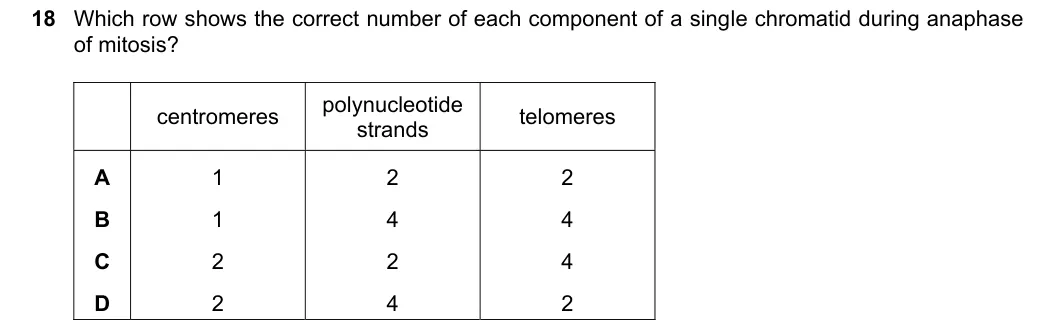 18 Which row shows the correct number of each component of a single chromatid during anaphase
of mitosis?
centromeres polynucleotide strands telomeres
A 1 2 2
B 1 4 4
C 2 2 4
D 2 4 2